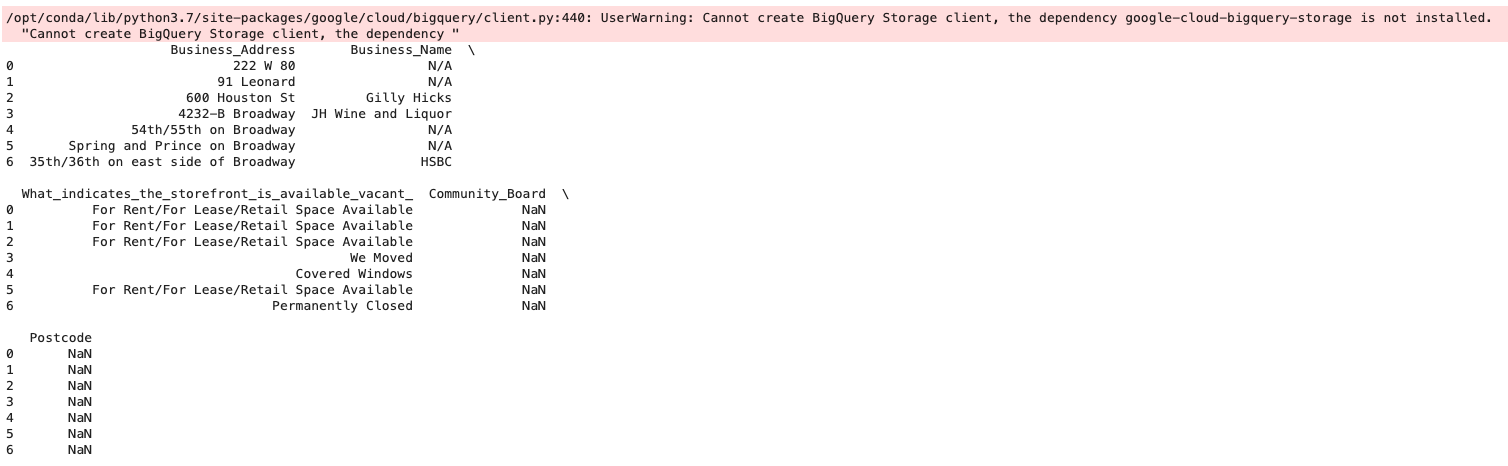 /opt/conda/lib/python3.7/site-packages/google/cloud/bigquery/client.py:440: UserWarning: Cannot create BigQuery Storage client, the dependency google-cloud-bigquery-storage is not installed.
  "Cannot create BigQuery Storage client, the dependency "
                     Business_Address       Business_Name  \
0                            222 W 80                 N/A
1                          91 Leonard                 N/A
2                      600 Houston St         Gilly Hicks
3                     4232-B Broadway  JH Wine and Liquor
4               54th/55th on Broadway                 N/A
5       Spring and Prince on Broadway                 N/A
6  35th/36th on east side of Broadway                HSBC
  What_indicates_the_storefront_is_available_vacant_  Community_Board  \
0          For Rent/For Lease/Retail Space Available              NaN
1          For Rent/For Lease/Retail Space Available              NaN
2          For Rent/For Lease/Retail Space Available              NaN
3                                           We Moved              NaN
4                                    Covered Windows              NaN
5          For Rent/For Lease/Retail Space Available              NaN
6                                 Permanently Closed              NaN
   Postcode
0       NaN
1       NaN
2       NaN
3       NaN
4       NaN
5       NaN
6       NaN